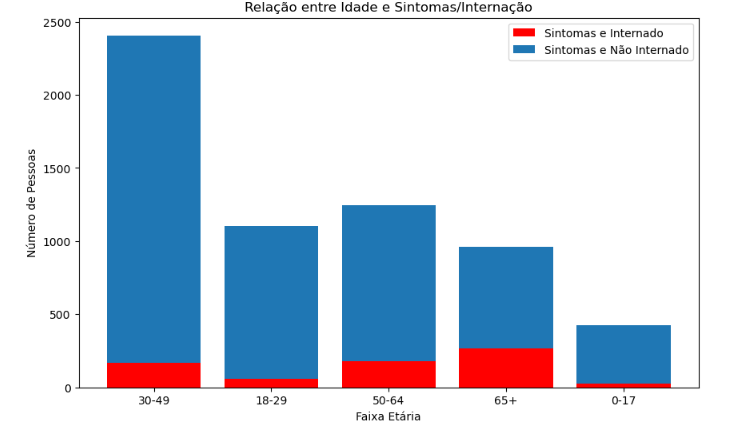 Relação entre Idade e Sintomas/Internação
Sintomas e Internado
Sintomas e Não Internado
Número de Pessoas
2500
2000
1500
1000
500
0
30-49 18-29 50-64 65+ 0-17
Faixa Etária